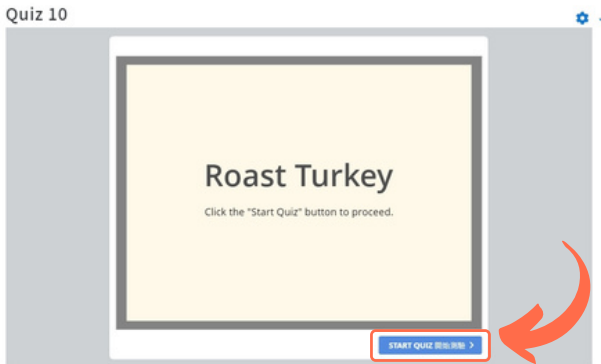 Quiz 10
Roast Turkey
Click the "Start Quiz" button to proceed.
START QUIZ 開始測驗